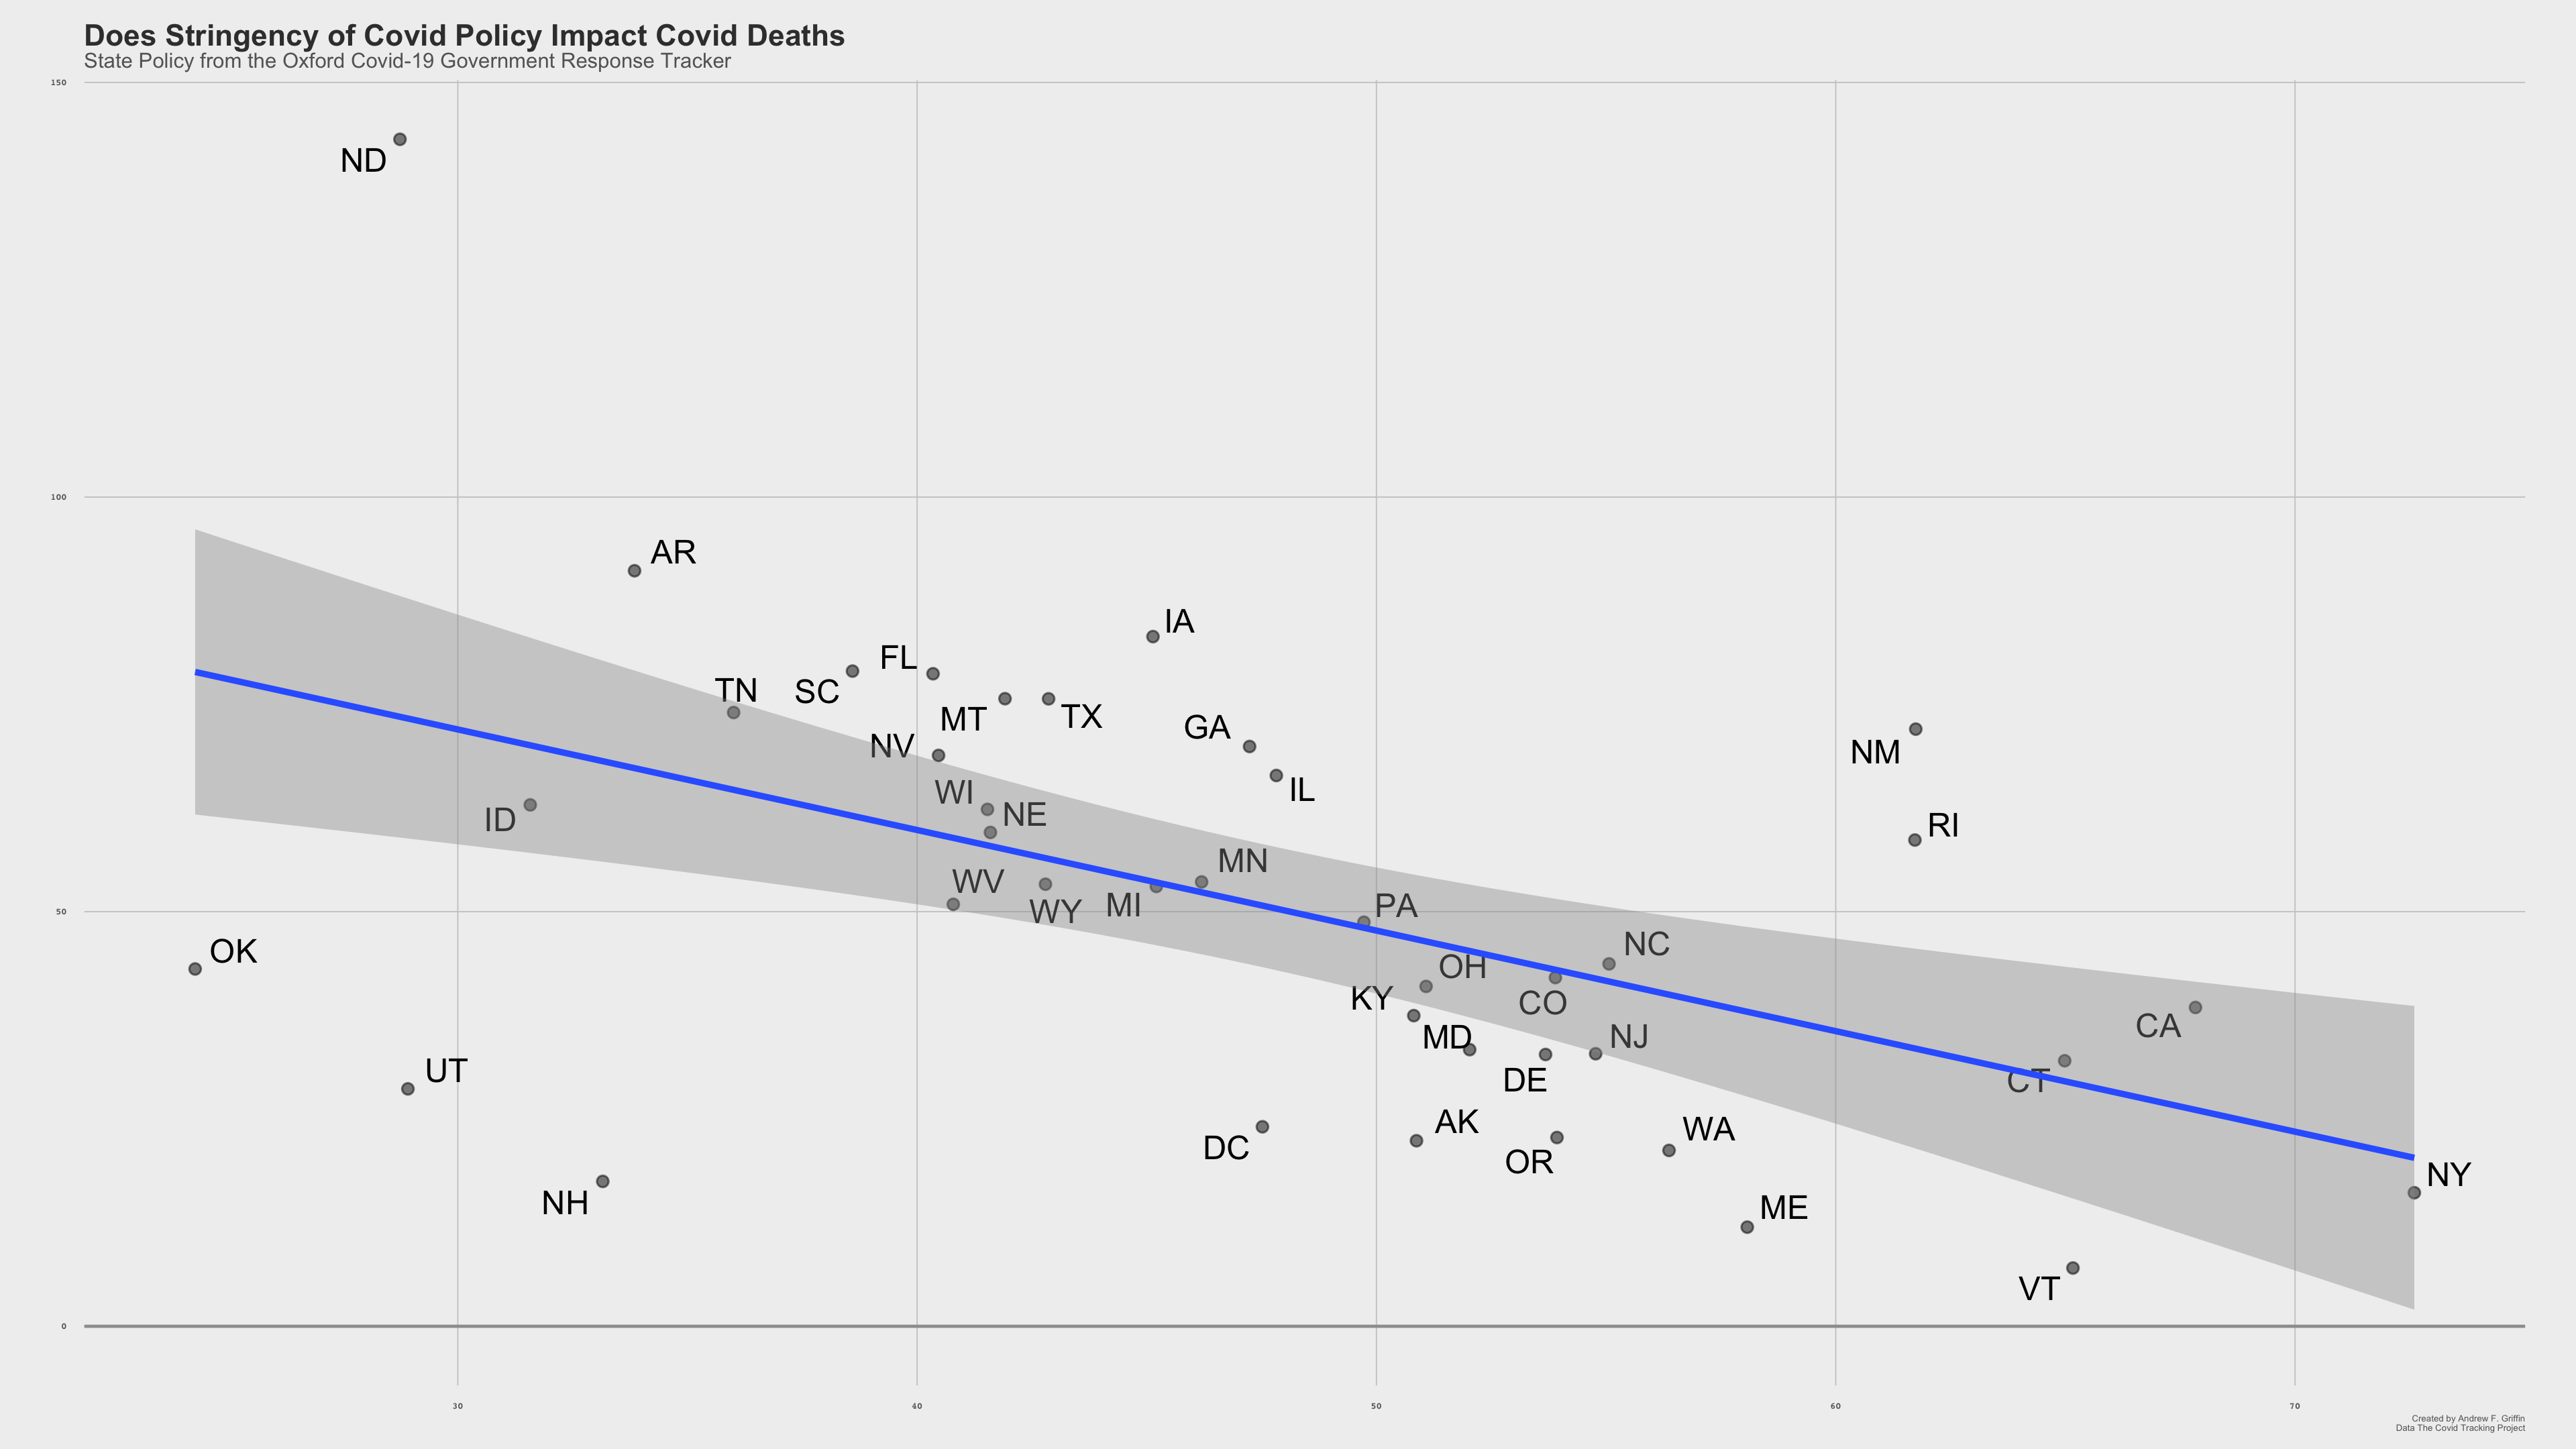 Does Stringency of Covid Policy Impact Covid Deaths
State Policy from the Oxford Covid-19 Government Response Tracker
150
ND
100
AR
IA
FL
TN
SC
MT
TX
GA
NV
NM
IL
WI
NE
ID
RI
MN
WV
MI
PA
WY
50
NC
OK
OH
KY
CO
CA
MD
NJ
UT
DE
CT
AK
WA
DC
OR
NY
NH
ME
VT
0
30
40
50
60
70
Created by Andrew F. Griffin
Data The Covid Tracking Project